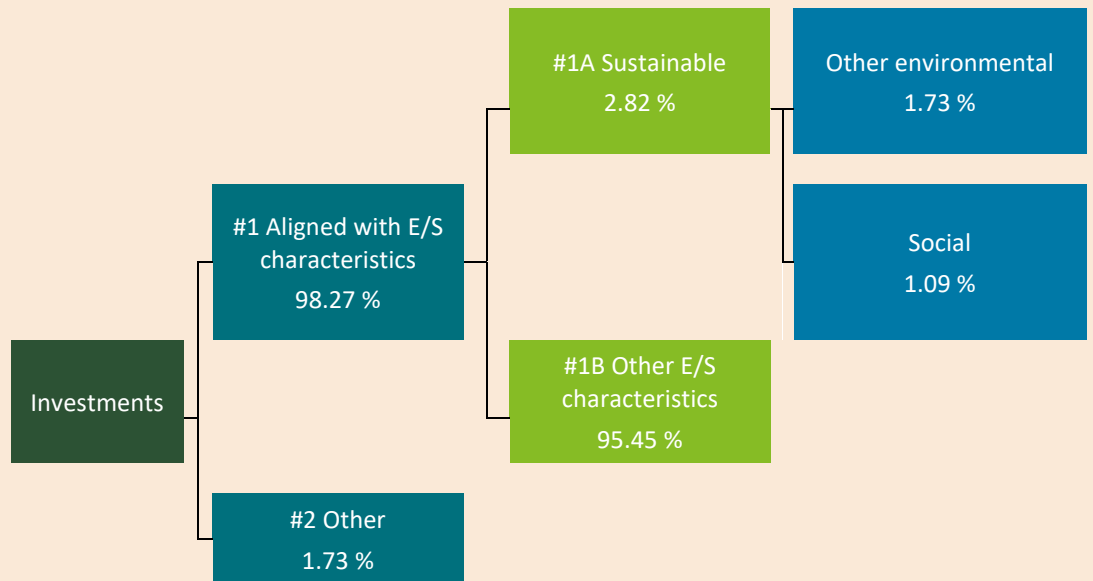 Investments
#1 Aligned with E/S
characteristics
98.27 %
#2 Other
1.73 %
#1A Sustainable
2.82 %
#1B Other E/S
characteristics
95.45 %
Other environmental
1.73 %
Social
1.09 %